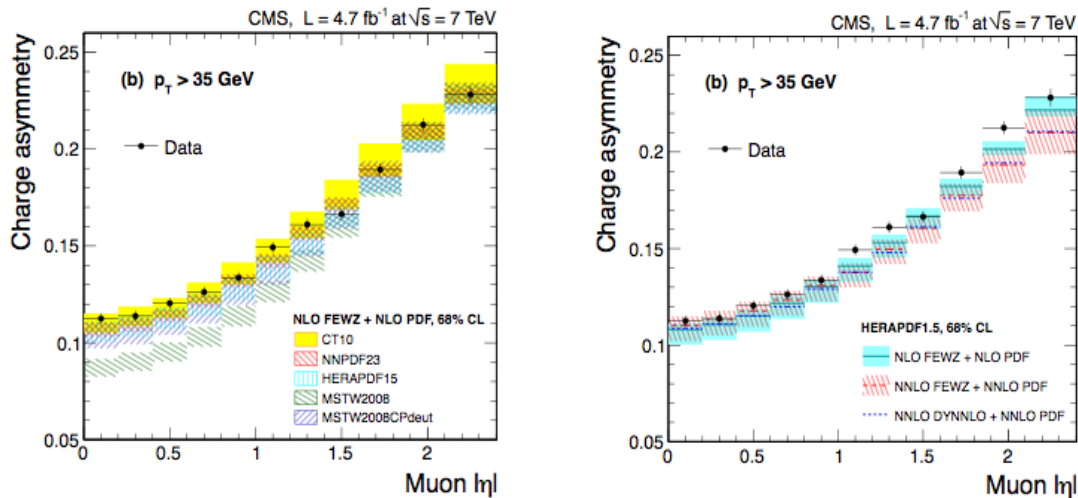 CMS, L = 4.7 fb⁻¹ at √s = 7 TeV
Charge asymmetry
0.25
0.2
0.15
0.1
0.05
(b) p_T > 35 GeV
Data
NLO FEWZ + NLO PDF, 68% CL
CT10
NNPDF23
HERAPDF15
MSTW2008
MSTW2008CPdeut
0 0.5 1 1.5 2
Muon |η|
CMS, L = 4.7 fb⁻¹ at √s = 7 TeV
Charge asymmetry
0.25
0.2
0.15
0.1
0.05
(b) p_T > 35 GeV
Data
HERAPDF1.5, 68% CL
NLO FEWZ + NLO PDF
NNLO FEWZ + NNLO PDF
NNLO DYNNLO + NNLO PDF
0 0.5 1 1.5 2
Muon |η|